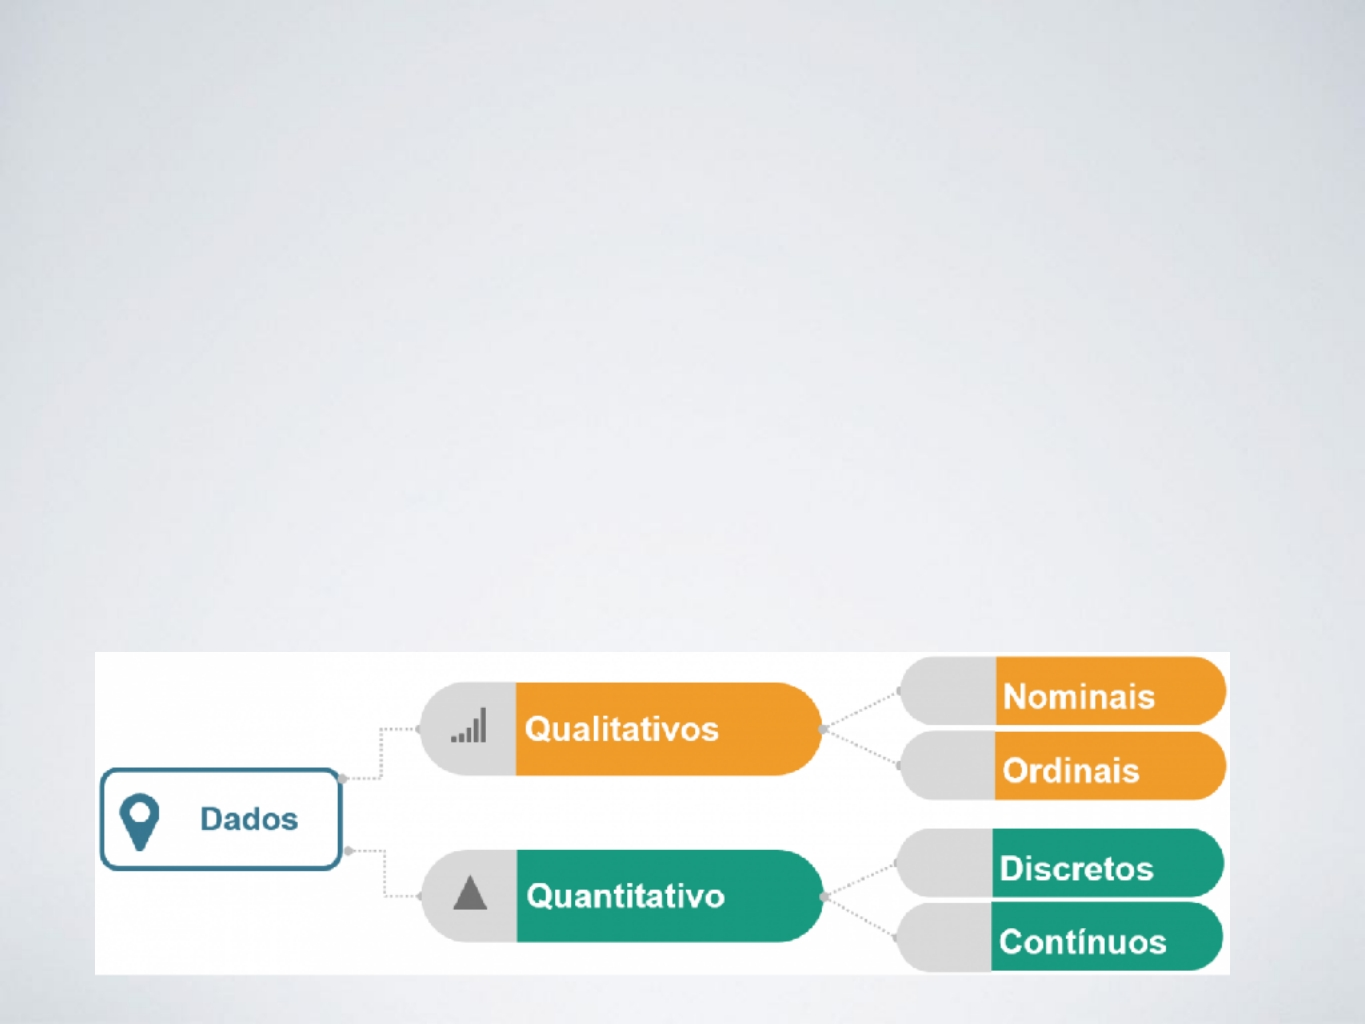 Dados
Qualitativos
Nominais
Ordinais
Quantitativo
Discretos
Contínuos